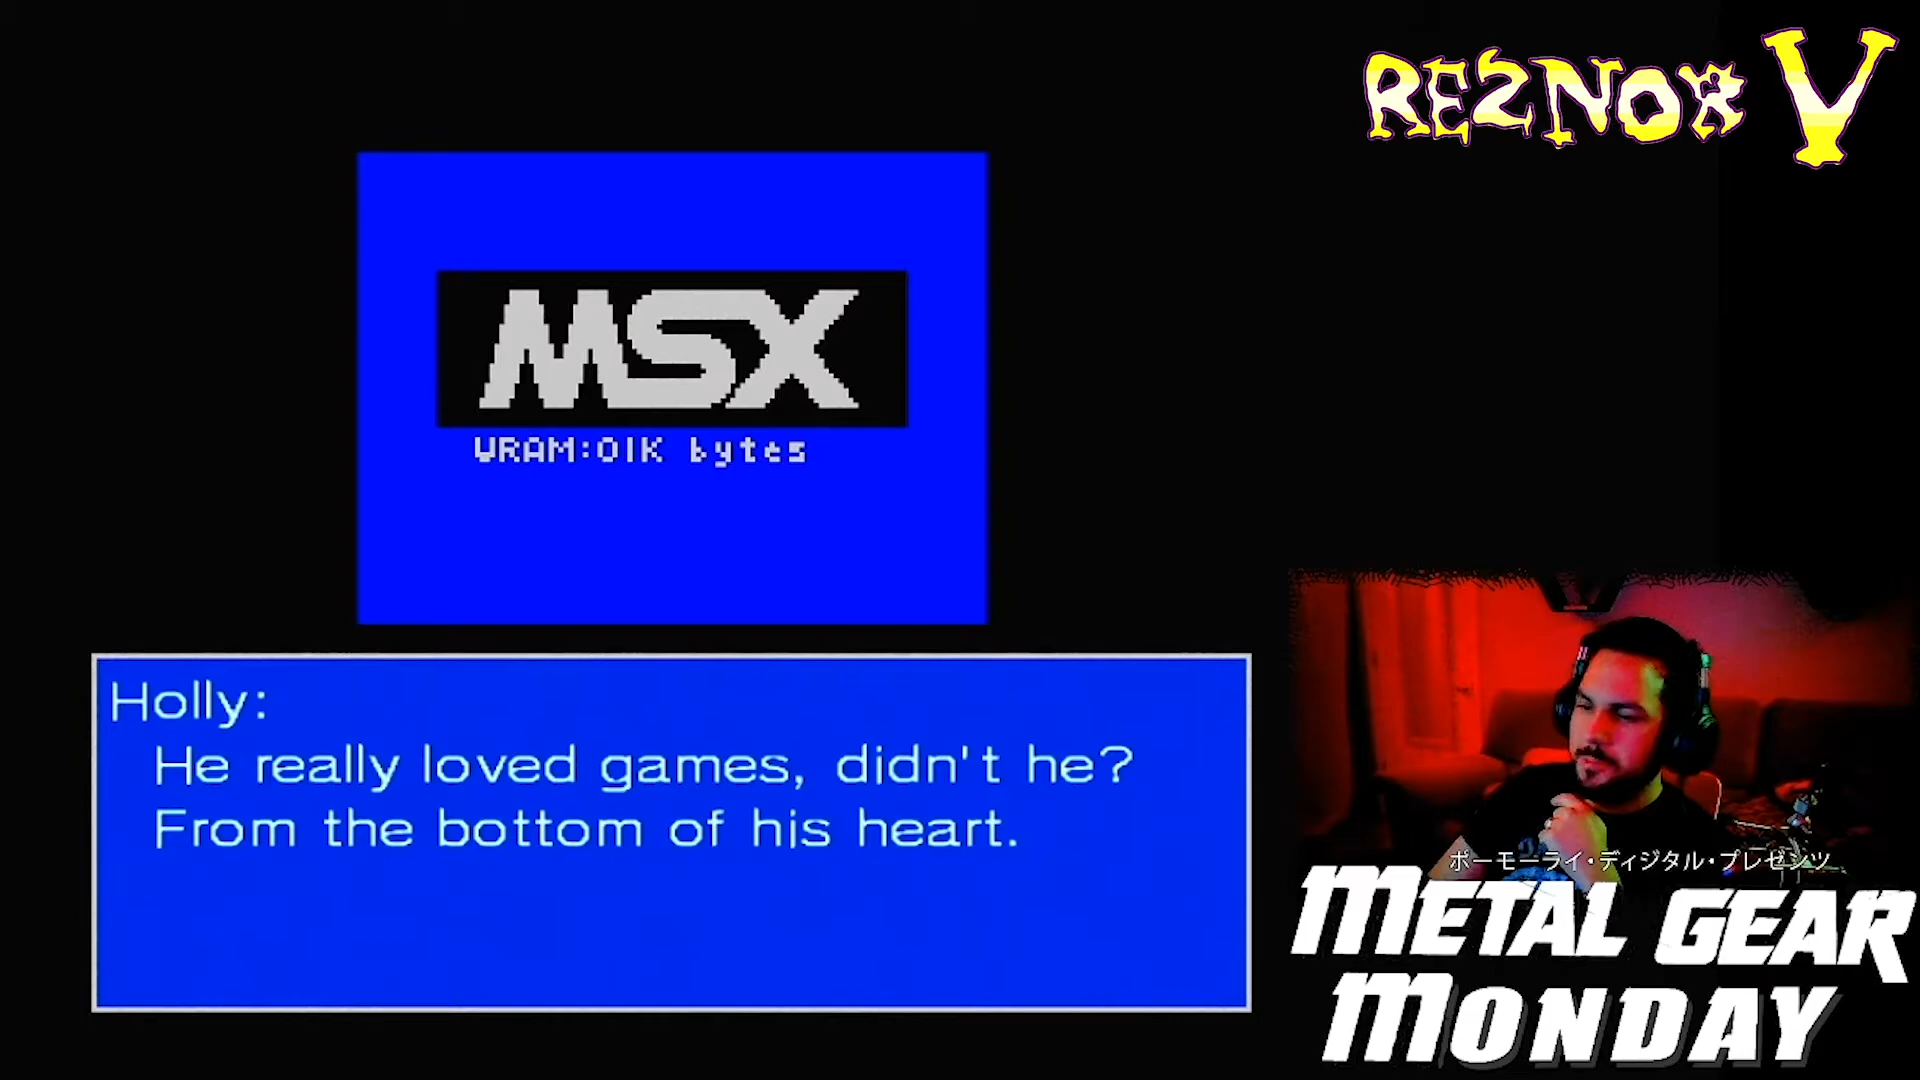 REZNOR V
MSX
VRAM:01K bytes
Holly:
He really loved games, didn't he?
From the bottom of his heart.
ポーモーライ・ディジタル・プレゼンツ
METAL GEAR
MONDAY